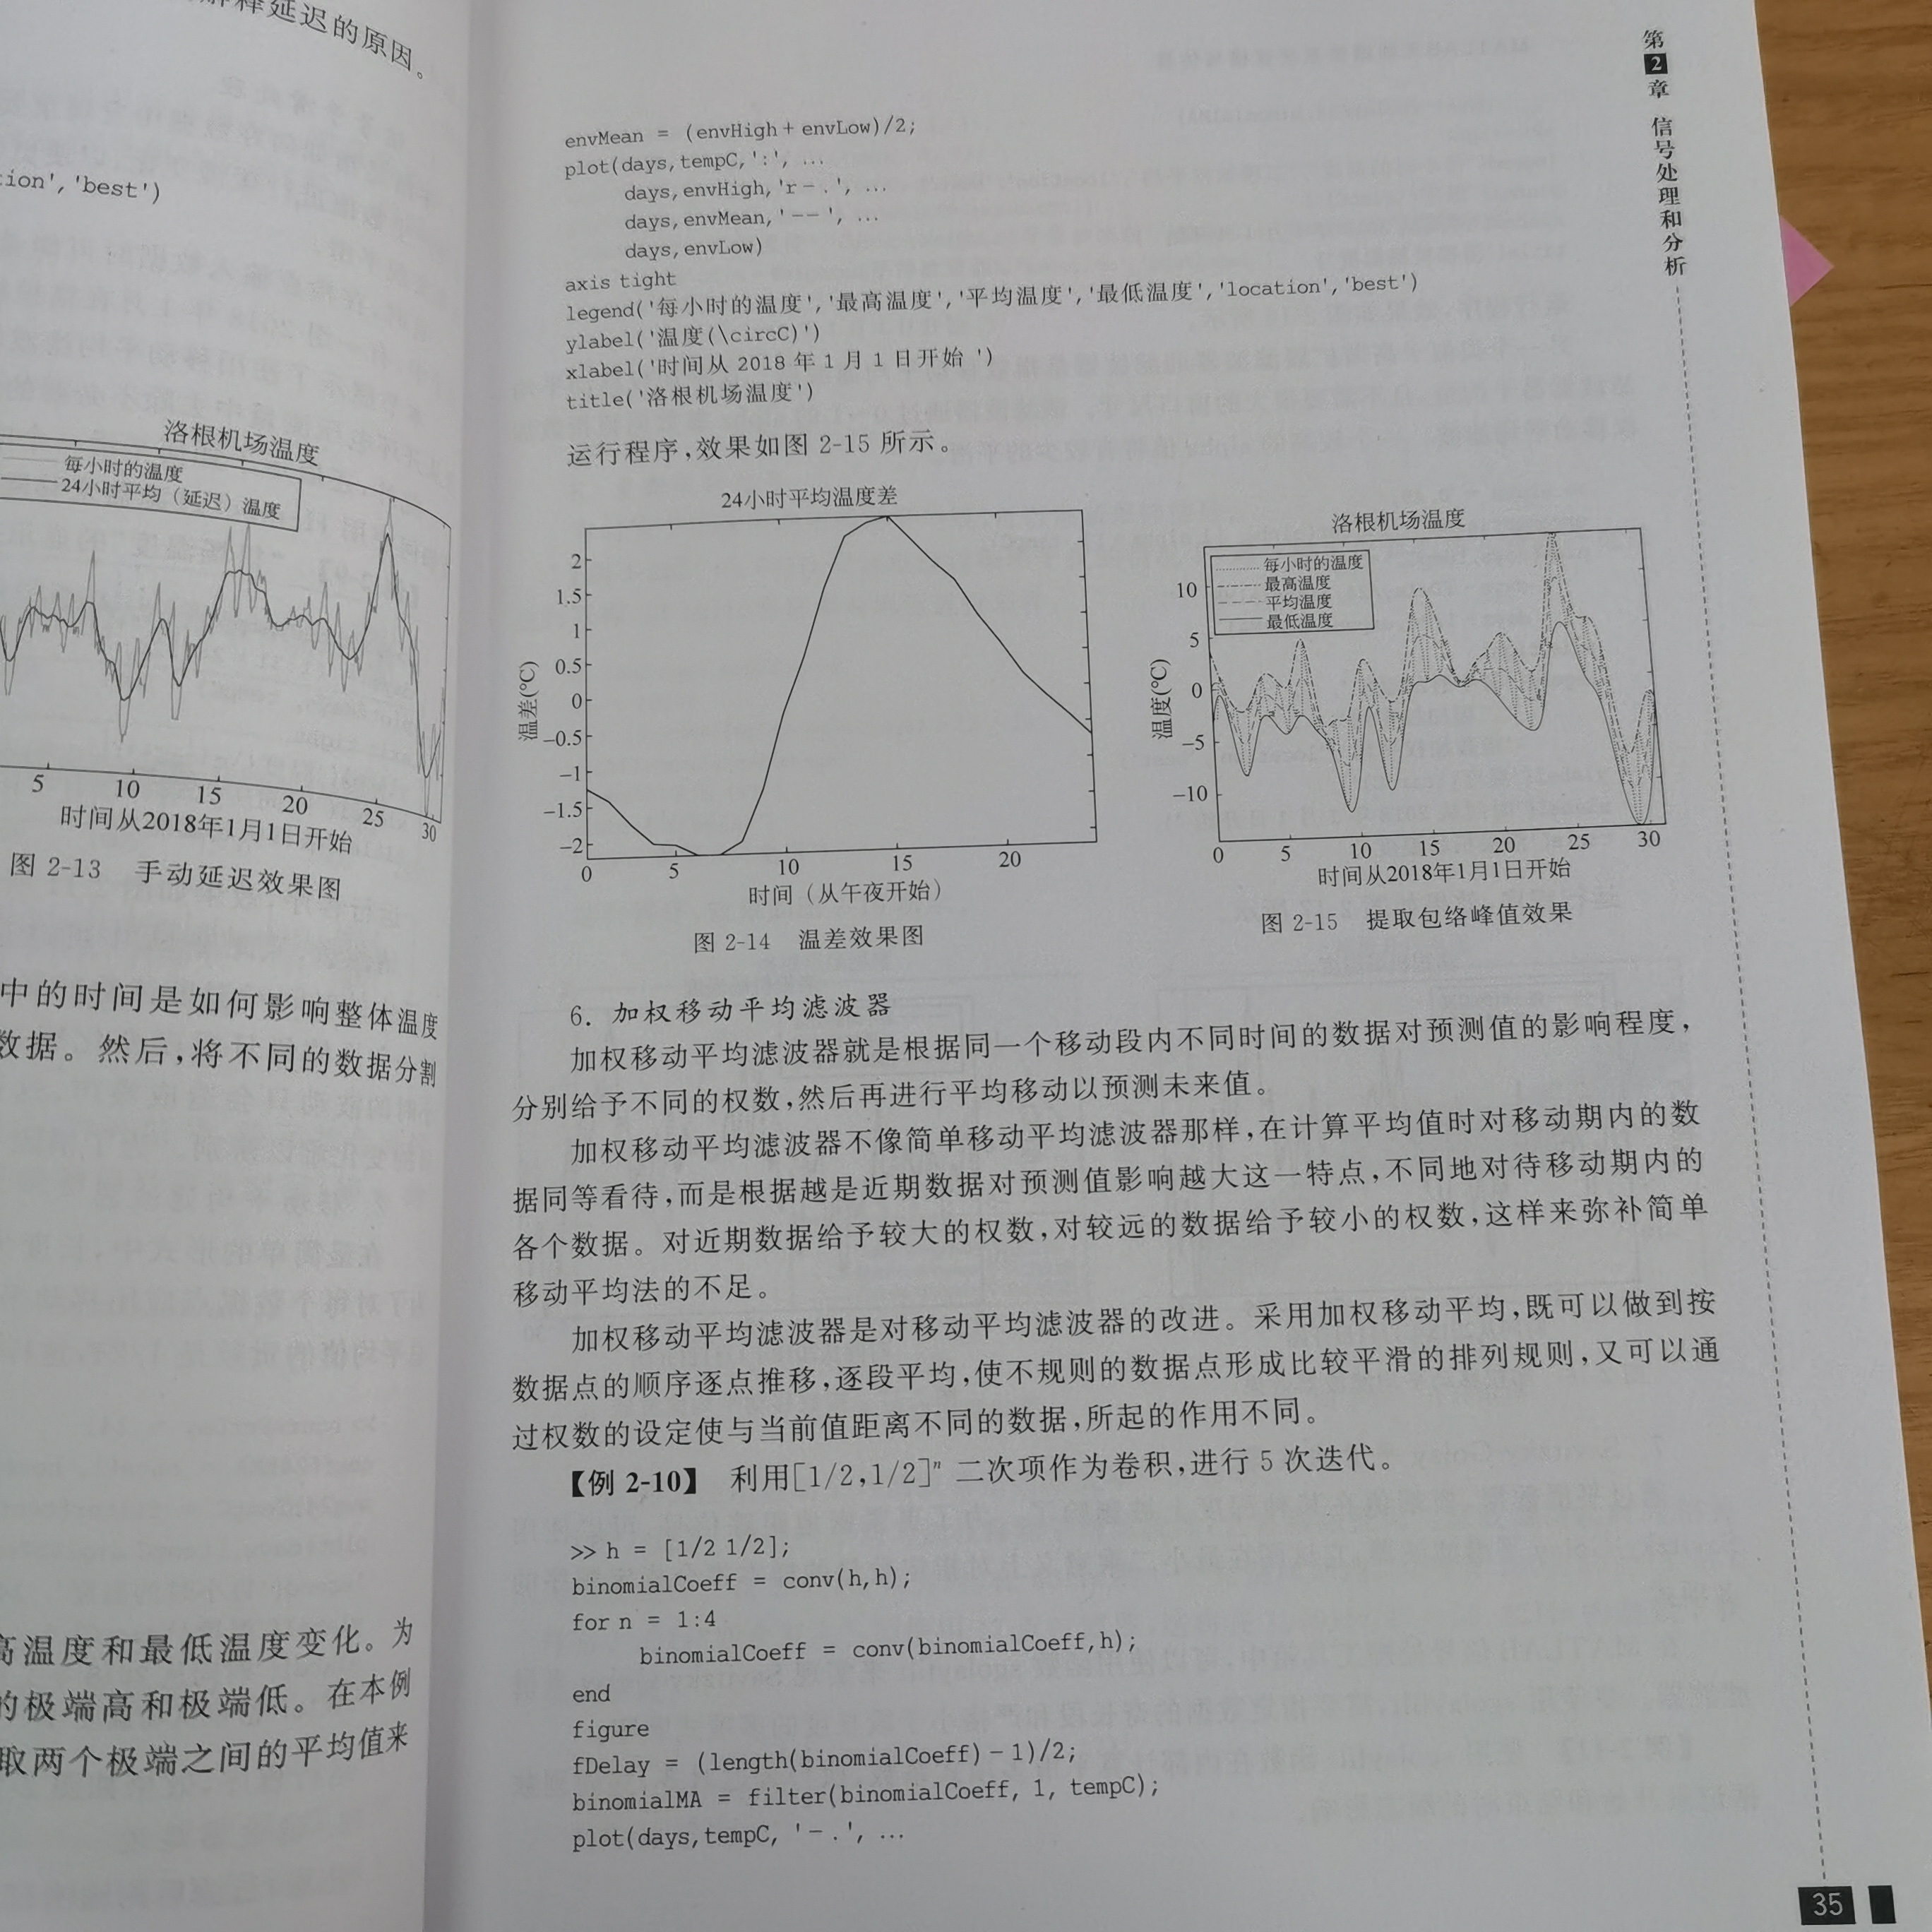 释延迟的原因。
ion','best')
洛根机场温度
每小时的温度
24小时平均（延迟）温度
5
10
15
20
25
30
时间从2018年1月1日开始
图 2-13 手动延迟效果图
中的时间是如何影响整体温度
数据。然后,将不同的数据分割
高温度和最低温度变化。为
的极端高和极端低。在本例
取两个极端之间的平均值来
第2章 信号处理和分析
envMean = (envHigh + envLow)/2;
plot(days,tempC,':', ...
days,envHigh,'r-.', ...
days,envMean,'--', ...
days,envLow)
axis tight
legend('每小时的温度','最高温度','平均温度','最低温度','location','best')
ylabel('温度(\circC)')
xlabel('时间从 2018 年 1 月 1 日开始 ')
title('洛根机场温度')
运行程序,效果如图 2-15 所示。
24小时平均温度差
温差(℃)
2
1.5
1
0.5
0
-0.5
-1
-1.5
-2
0
5
10
15
20
时间（从午夜开始）
图 2-14 温差效果图
洛根机场温度
每小时的温度
最高温度
平均温度
最低温度
温度(℃)
10
5
0
-5
-10
0
5
10
15
20
25
30
时间从2018年1月1日开始
图 2-15 提取包络峰值效果
6. 加权移动平均滤波器
加权移动平均滤波器就是根据同一个移动段内不同时间的数据对预测值的影响程度,
分别给予不同的权数,然后再进行平均移动以预测未来值。
加权移动平均滤波器不像简单移动平均滤波器那样,在计算平均值时对移动期内的数
据同等看待,而是根据越是近期数据对预测值影响越大这一特点,不同地对待移动期内的
各个数据。对近期数据给予较大的权数,对较远的数据给予较小的权数,这样来弥补简单
移动平均法的不足。
加权移动平均滤波器是对移动平均滤波器的改进。采用加权移动平均,既可以做到按
数据点的顺序逐点推移,逐段平均,使不规则的数据点形成比较平滑的排列规则,又可以通
过权数的设定使与当前值距离不同的数据,所起的作用不同。
【例 2-10】 利用[1/2,1/2]ⁿ 二次项作为卷积,进行 5 次迭代。
>> h = [1/2 1/2];
binomialCoeff = conv(h,h);
for n = 1:4
binomialCoeff = conv(binomialCoeff,h);
end
figure
fDelay = (length(binomialCoeff) - 1)/2;
binomialMA = filter(binomialCoeff, 1, tempC);
plot(days,tempC, '-.', ...
35